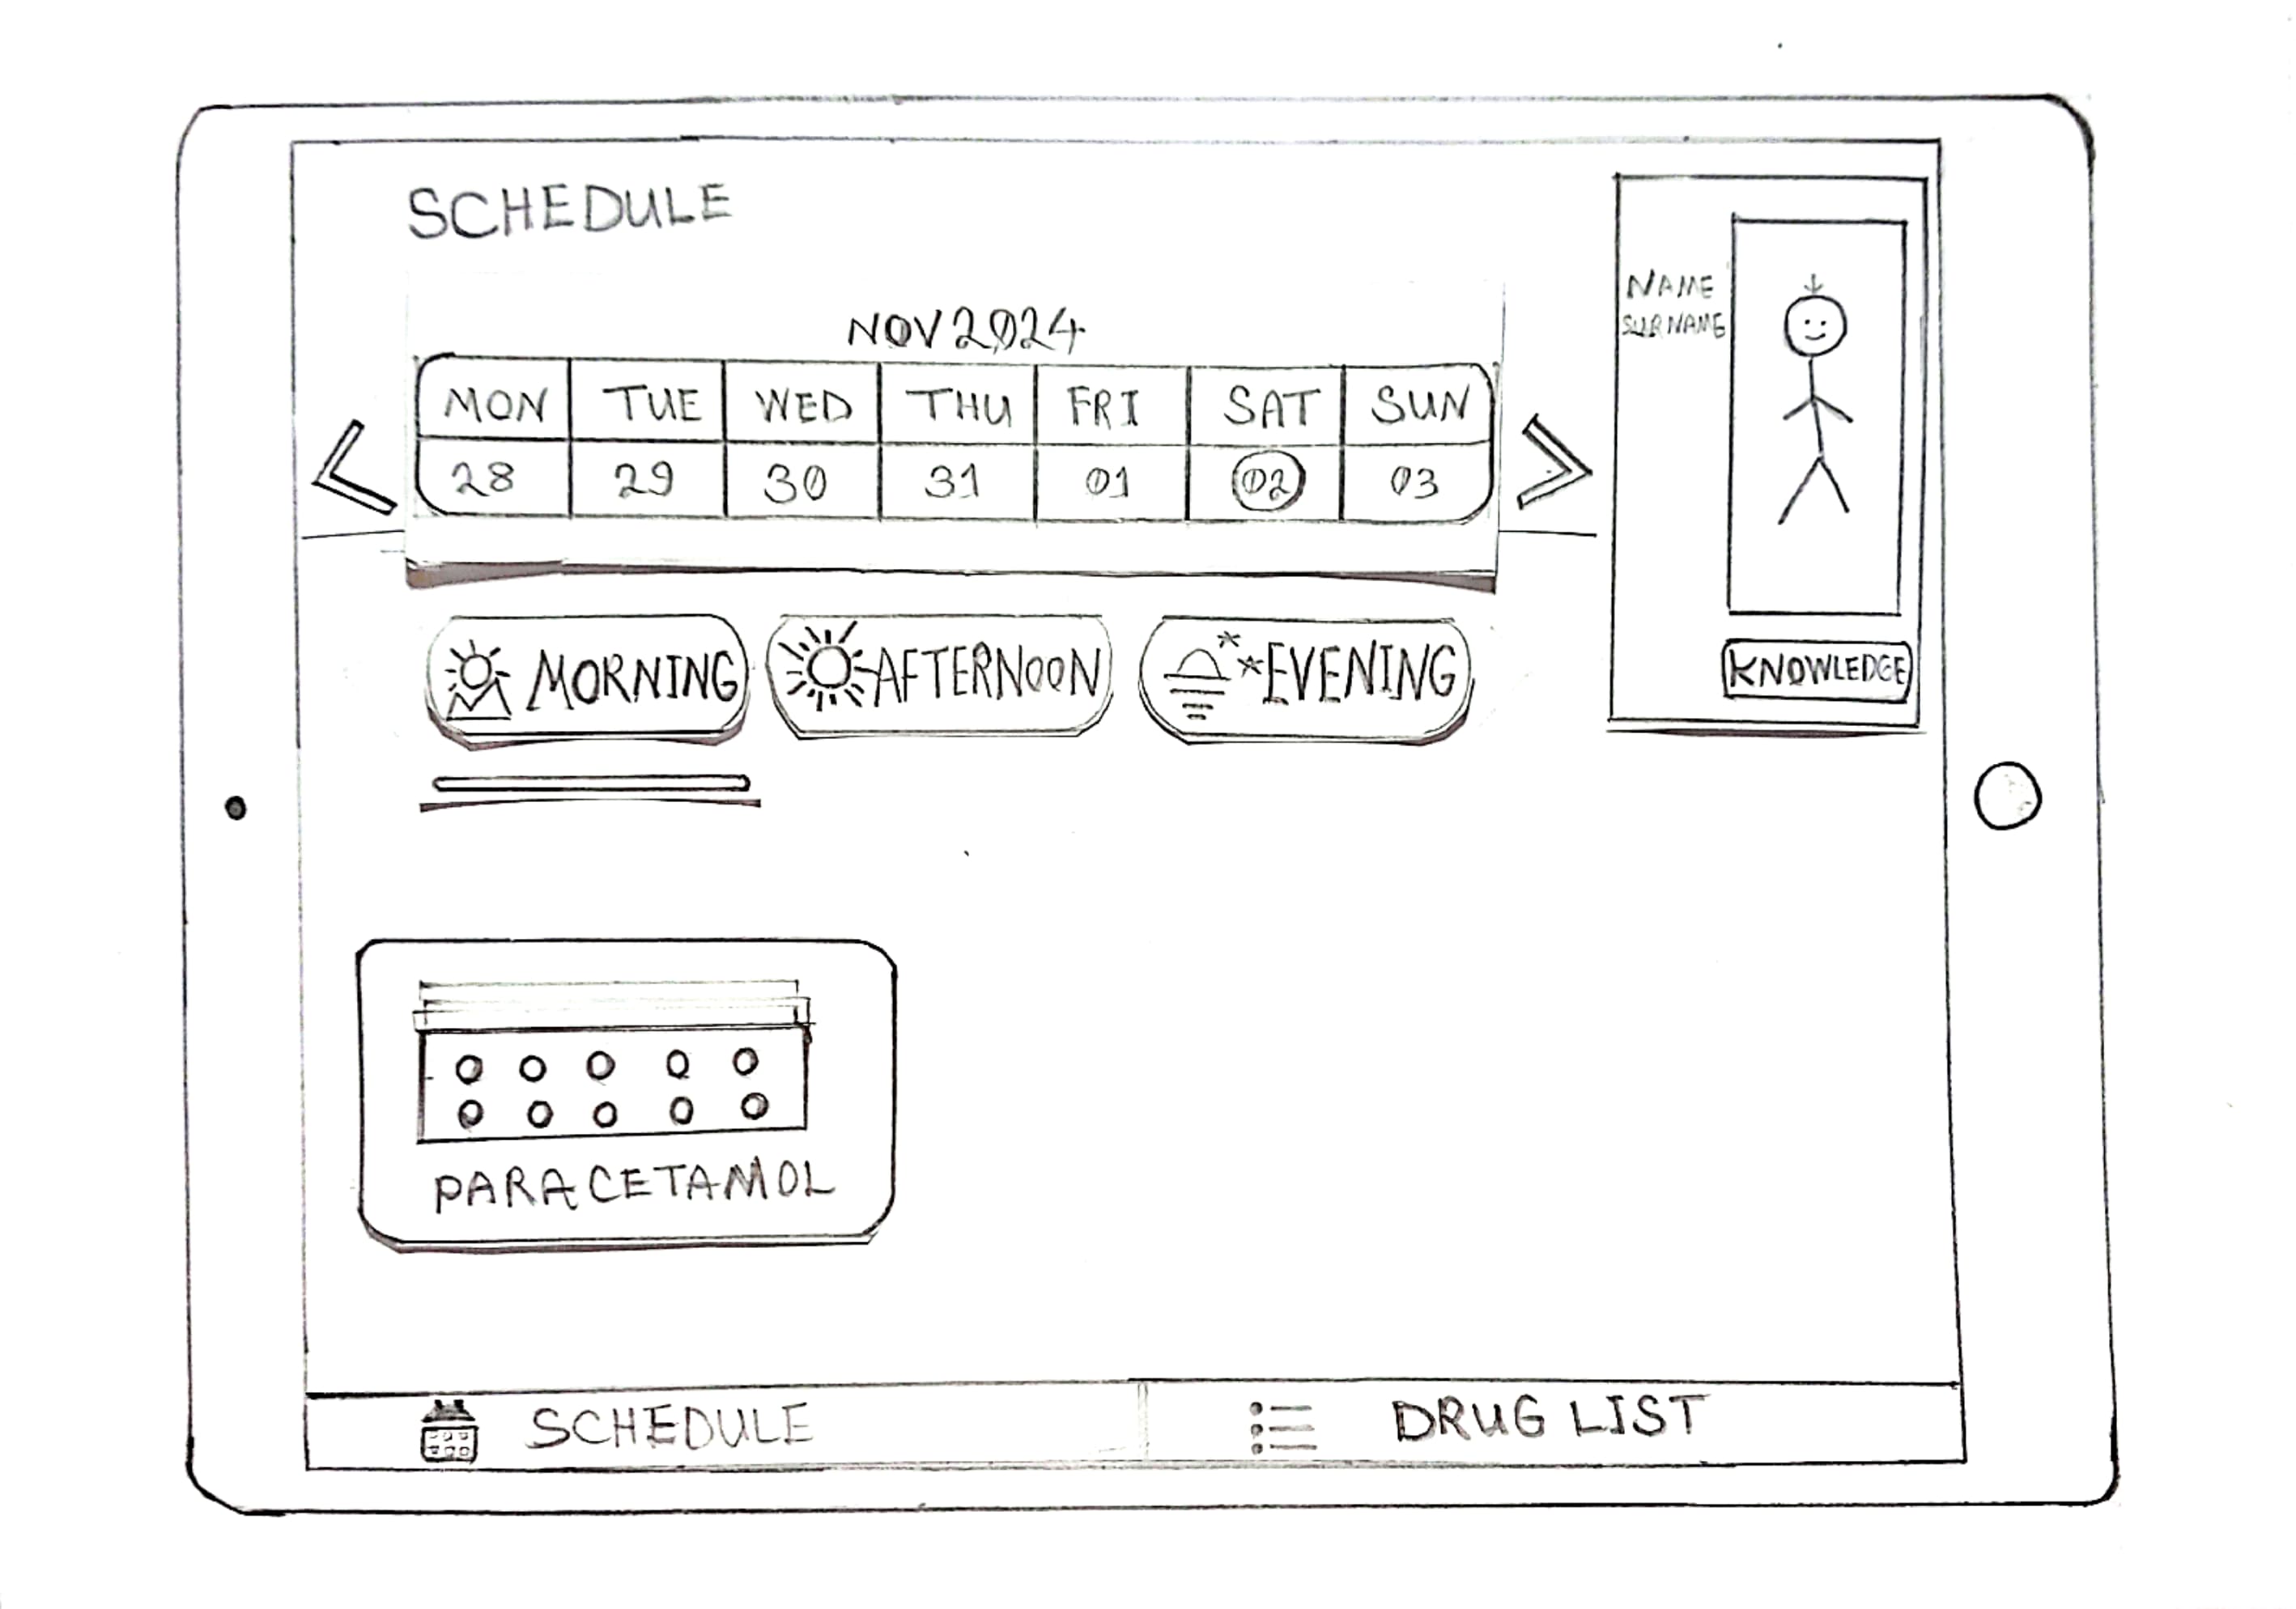 SCHEDULE
NOV 2024
MON TUE WED THU FRI SAT SUN
28 29 30 31 01 02 03
NAME
SURNAME
KNOWLEDGE
MORNING AFTERNOON EVENING
PARACETAMOL
SCHEDULE DRUG LIST